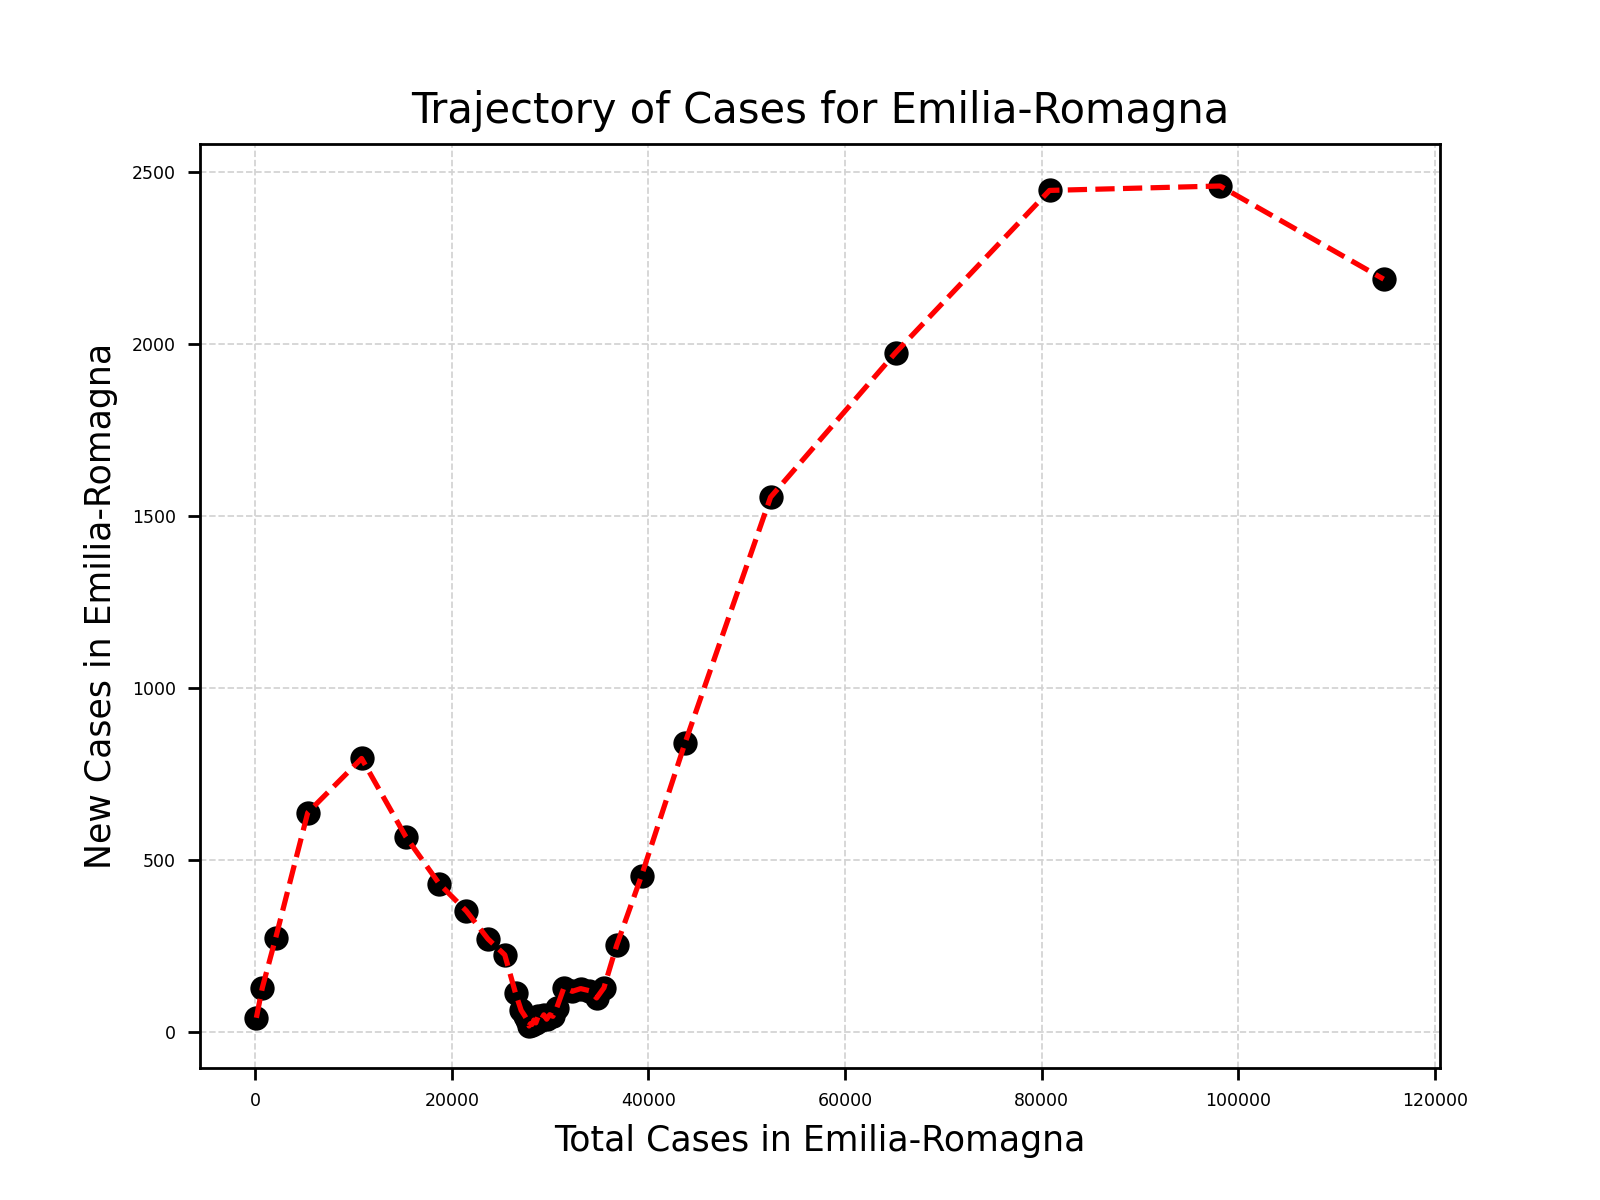 Trajectory of Cases for Emilia-Romagna
New Cases in Emilia-Romagna
2500
2000
1500
1000
500
0
0 20000 40000 60000 80000 100000 120000
Total Cases in Emilia-Romagna